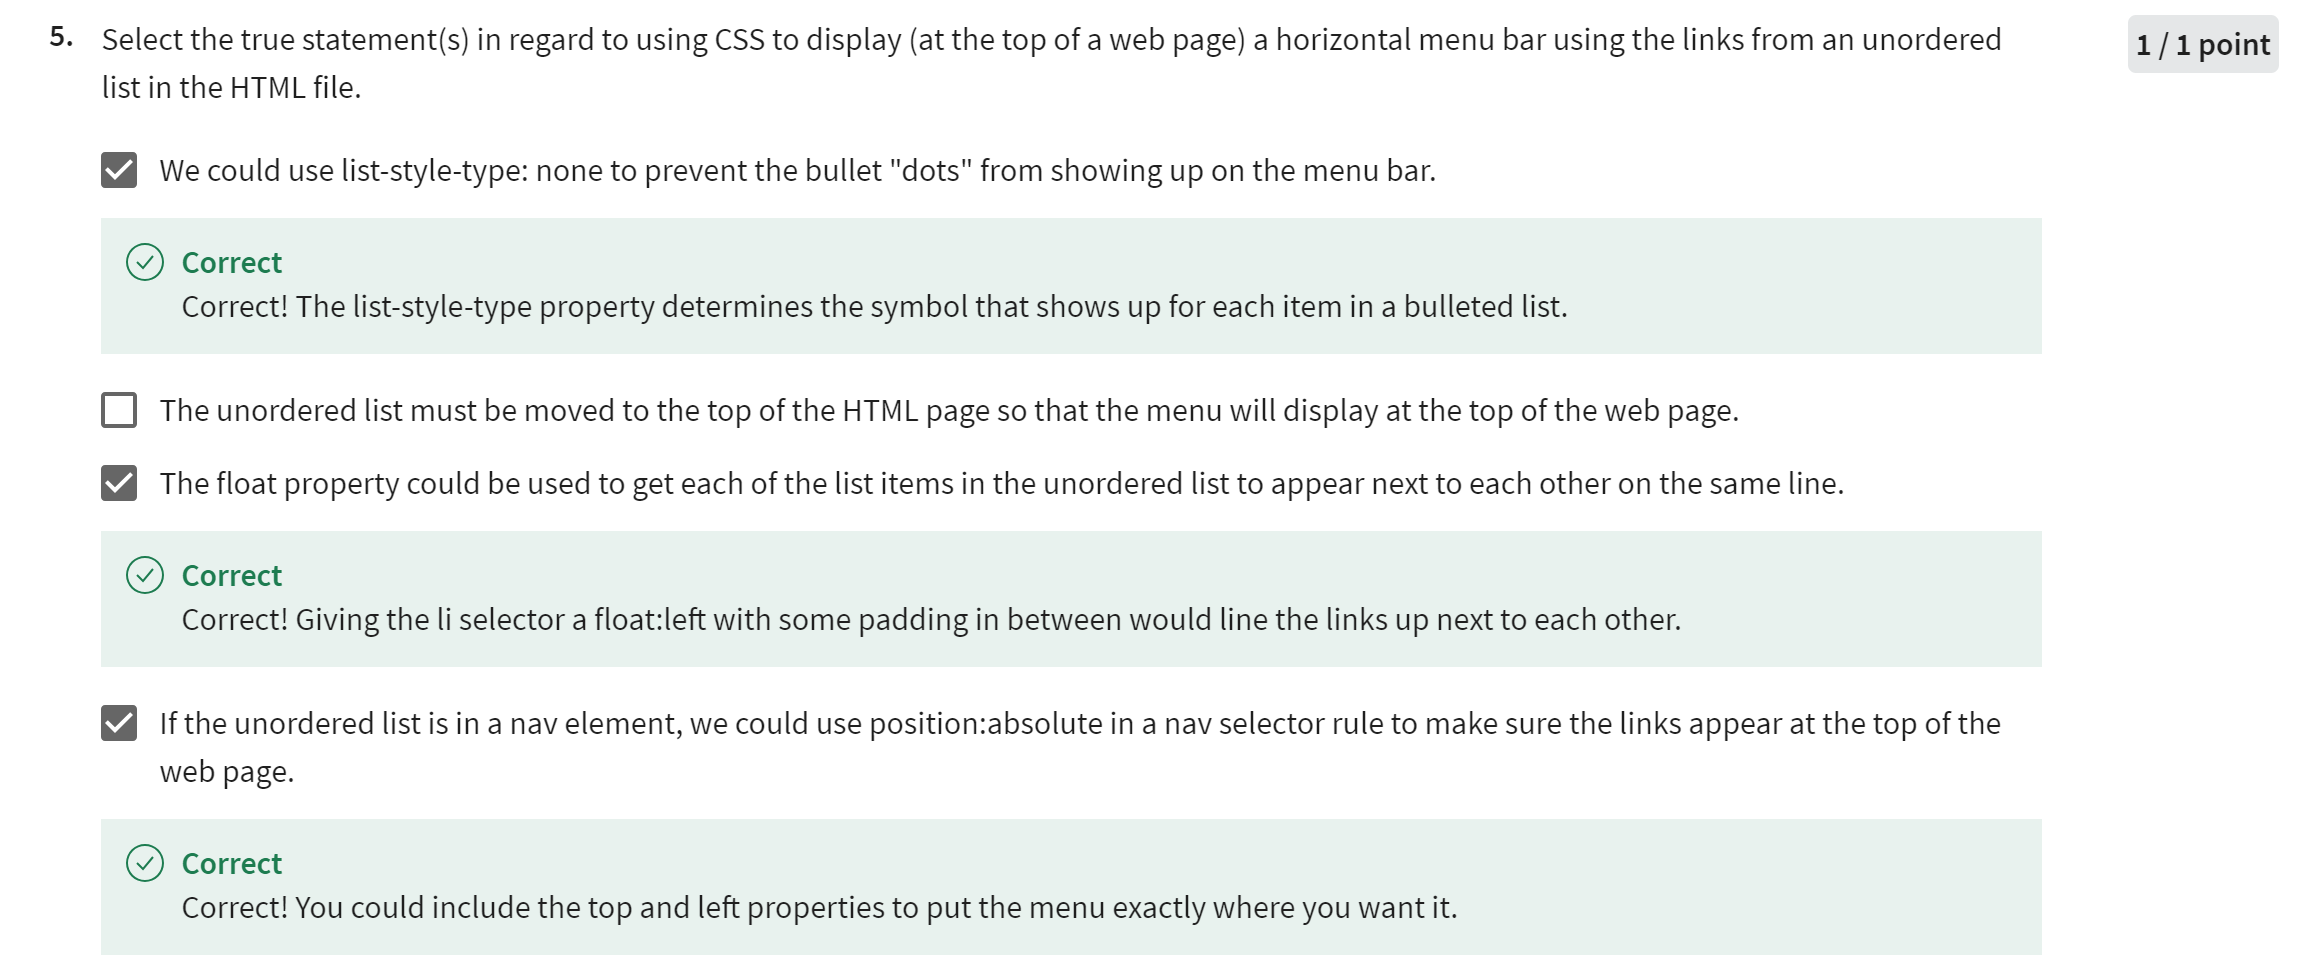 5. Select the true statement(s) in regard to using CSS to display (at the top of a web page) a horizontal menu bar using the links from an unordered
list in the HTML file.
1 / 1 point
We could use list-style-type: none to prevent the bullet "dots" from showing up on the menu bar.
Correct
Correct! The list-style-type property determines the symbol that shows up for each item in a bulleted list.
The unordered list must be moved to the top of the HTML page so that the menu will display at the top of the web page.
The float property could be used to get each of the list items in the unordered list to appear next to each other on the same line.
Correct
Correct! Giving the li selector a float:left with some padding in between would line the links up next to each other.
If the unordered list is in a nav element, we could use position:absolute in a nav selector rule to make sure the links appear at the top of the
web page.
Correct
Correct! You could include the top and left properties to put the menu exactly where you want it.